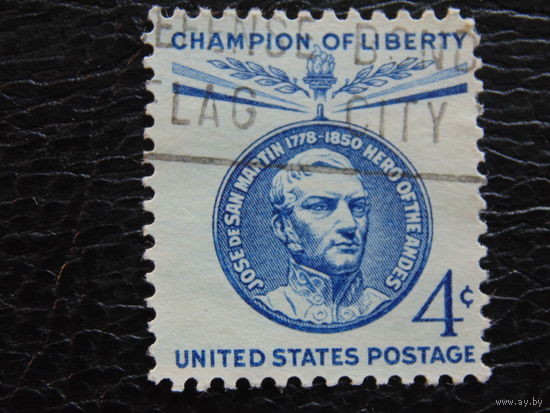 CHAMPION OF LIBERTY
LAG CITY
JOSE DE SAN MARTIN 1778-1850 HERO OF THE ANDES
4¢
UNITED STATES POSTAGE
www.ay.by